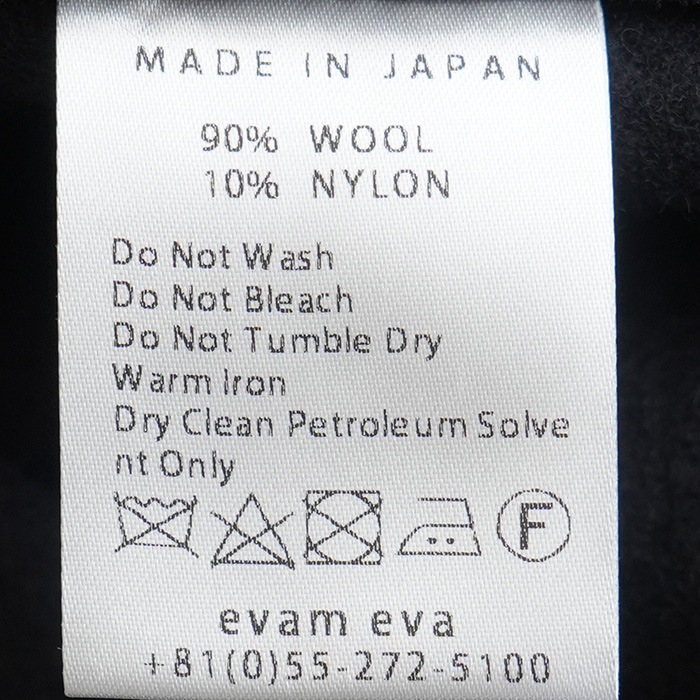 MADE IN JAPAN
90% WOOL
10% NYLON
Do Not Wash
Do Not Bleach
Do Not Tumble Dry
Warm Iron
Dry Clean Petroleum Solve
nt Only
F
evam eva
+81(0)55-272-5100